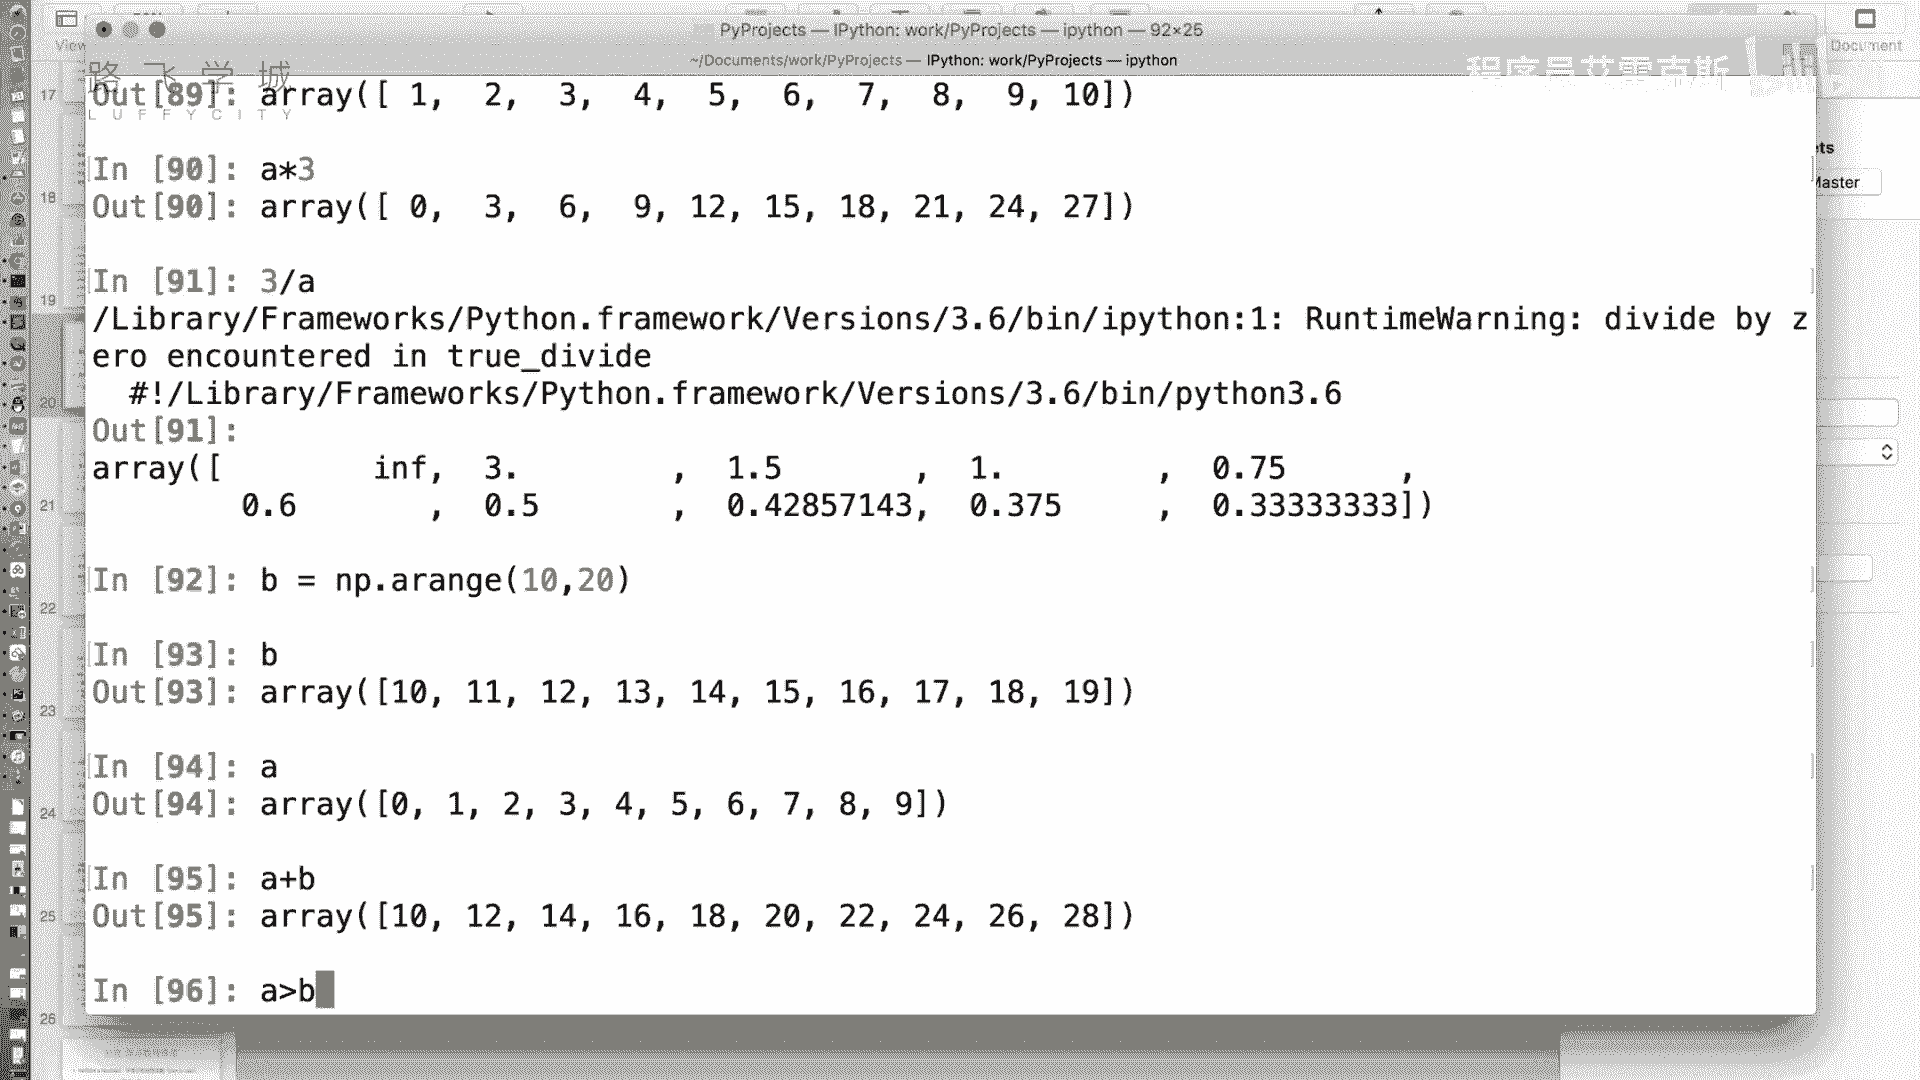 PyProjects — IPython: work/PyProjects — ipython — 92×25
~/Documents/work/PyProjects — IPython: work/PyProjects — ipython
View
Document
路飞学城
LUFFYCITY
程序员艾雷克斯
Out[89]: array([ 1,  2,  3,  4,  5,  6,  7,  8,  9, 10])
In [90]: a*3
Out[90]: array([ 0,  3,  6,  9, 12, 15, 18, 21, 24, 27])
In [91]: 3/a
/Library/Frameworks/Python.framework/Versions/3.6/bin/ipython:1: RuntimeWarning: divide by z
ero encountered in true_divide
  #!/Library/Frameworks/Python.framework/Versions/3.6/bin/python3.6
Out[91]:
array([        inf,  3.        ,  1.5       ,  1.        ,  0.75      ,
        0.6       ,  0.5       ,  0.42857143,  0.375     ,  0.33333333])
In [92]: b = np.arange(10,20)
In [93]: b
Out[93]: array([10, 11, 12, 13, 14, 15, 16, 17, 18, 19])
In [94]: a
Out[94]: array([0, 1, 2, 3, 4, 5, 6, 7, 8, 9])
In [95]: a+b
Out[95]: array([10, 12, 14, 16, 18, 20, 22, 24, 26, 28])
In [96]: a>b
17
18
19
20
21
22
23
24
25
26
ets
Master